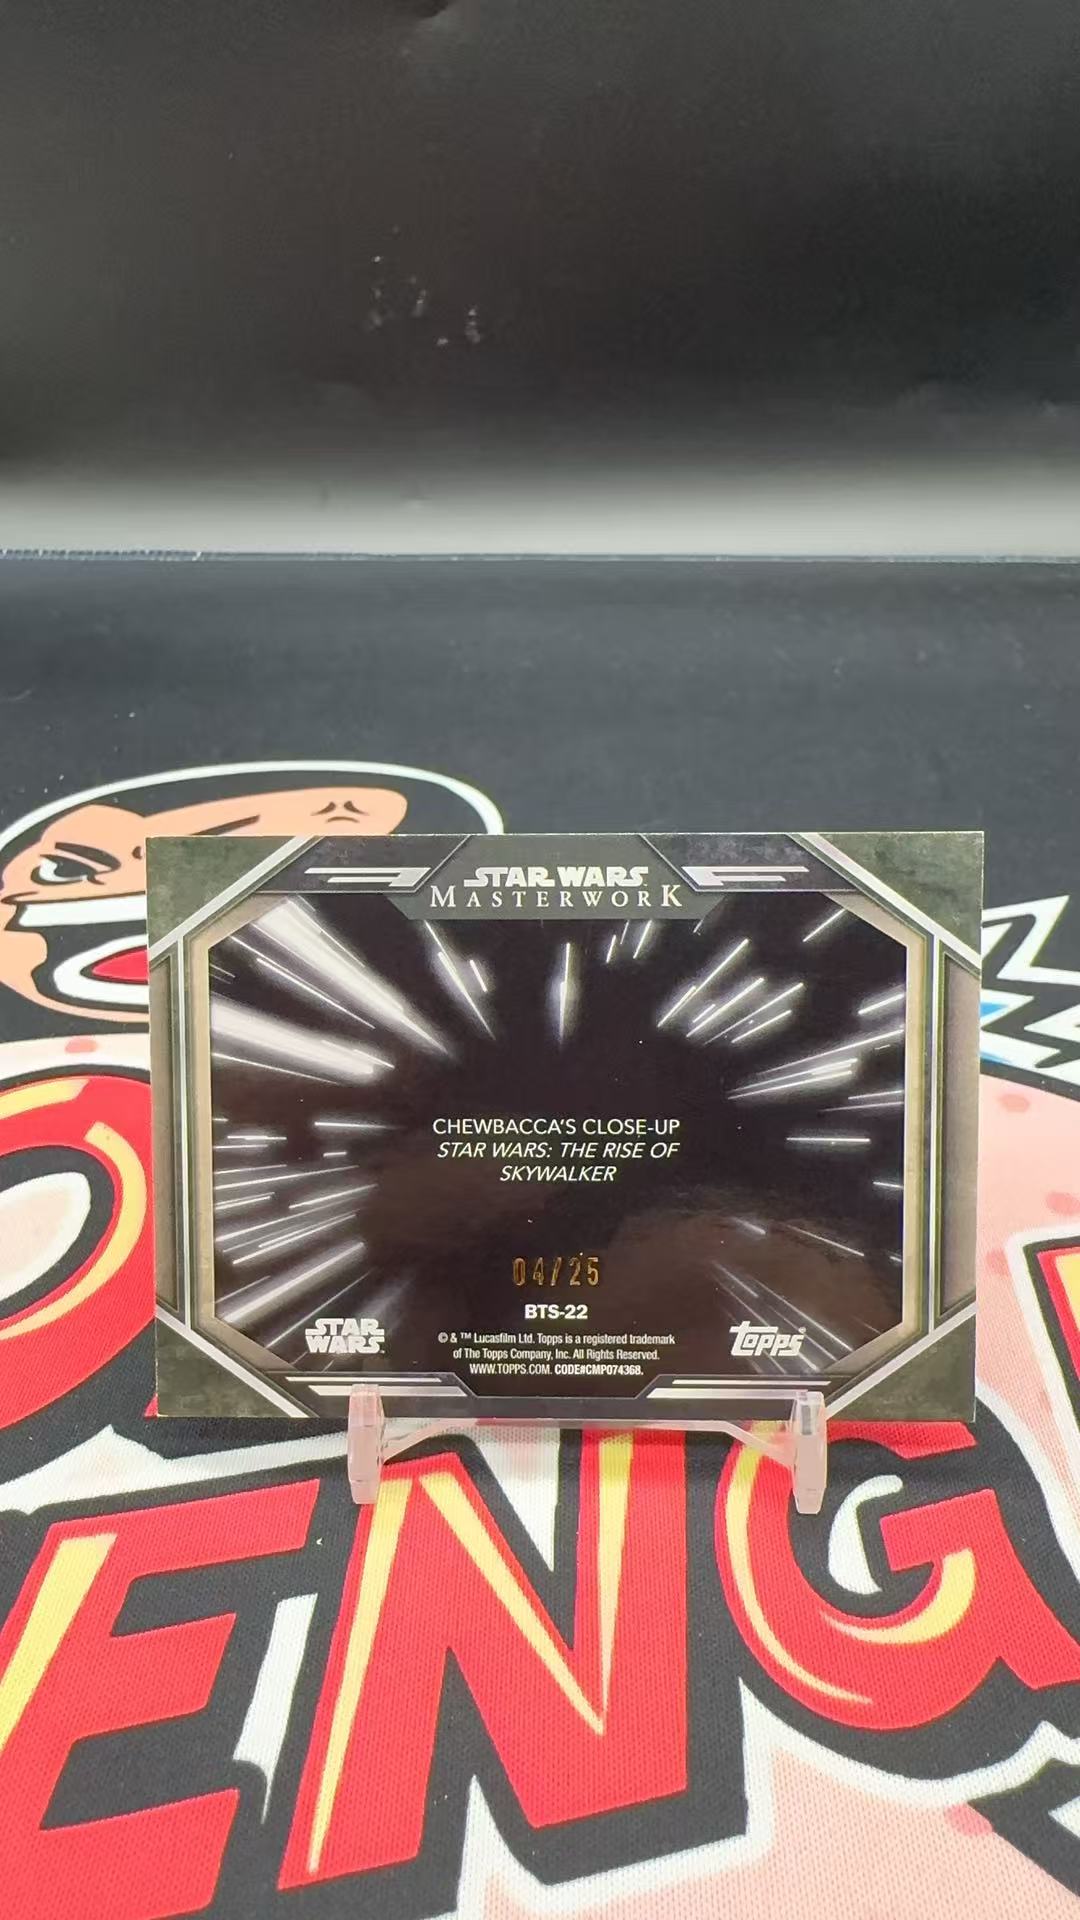 STAR WARS
MASTERWORK
CHEWBACCA'S CLOSE-UP
STAR WARS: THE RISE OF
SKYWALKER
04/25
BTS-22
STAR
WARS
© & ™ Lucasfilm Ltd. Topps is a registered trademark
of The Topps Company, Inc. All Rights Reserved.
WWW.TOPPS.COM. CODE#CMP074368.
TOPPS
ENG